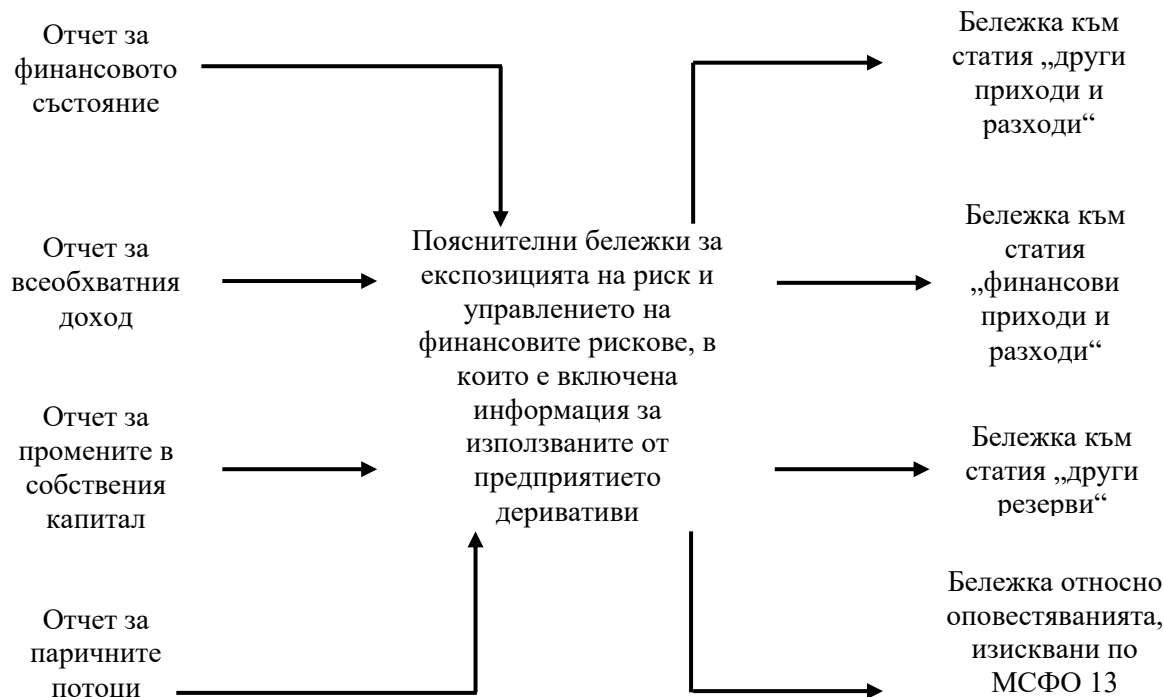 Отчет за
финансовото
състояние
Отчет за
всеобхватния
доход
Отчет за
промените в
собствения
капитал
Отчет за
паричните
потоци
Пояснителни бележки за
експозицията на риск и
управлението на
финансовите рискове, в
които е включена
информация за
използваните от
предприятието
деривативи
Бележка към
статия „други
приходи и
разходи“
Бележка към
статия
„финансови
приходи и
разходи“
Бележка към
статия „други
резерви“
Бележка относно
оповестяванията,
изисквани по
МСФО 13